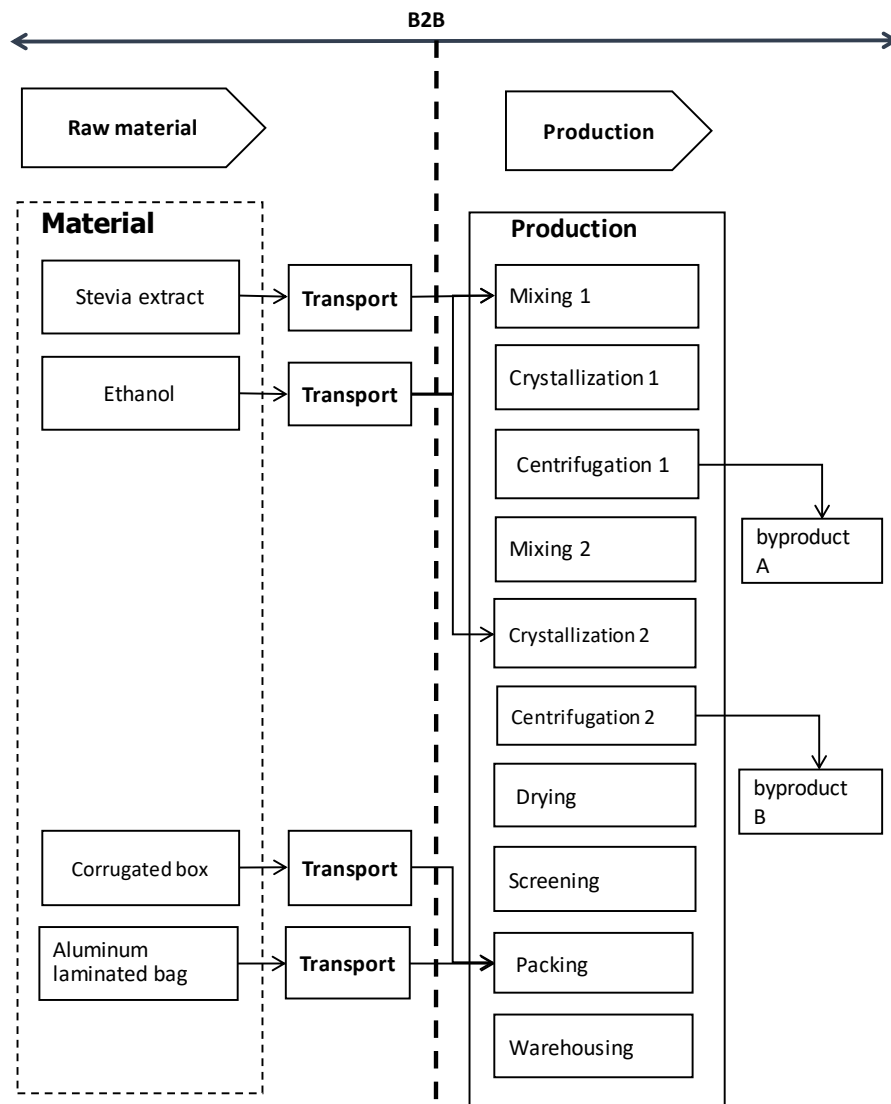 B2B
Raw material
Production
Material
Production
Stevia extract
Transport
Mixing 1
Ethanol
Transport
Crystallization 1
Centrifugation 1
byproduct
A
Mixing 2
Crystallization 2
Centrifugation 2
byproduct
B
Drying
Corrugated box
Transport
Screening
Aluminum
laminated bag
Transport
Packing
Warehousing